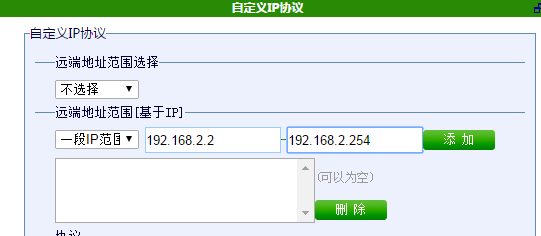 自定义IP协议
自定义IP协议
远端地址范围选择
不选择
远端地址范围[基于IP]
一段IP范围 192.168.2.2 - 192.168.2.254 添 加
(可以为空)
删 除
协议